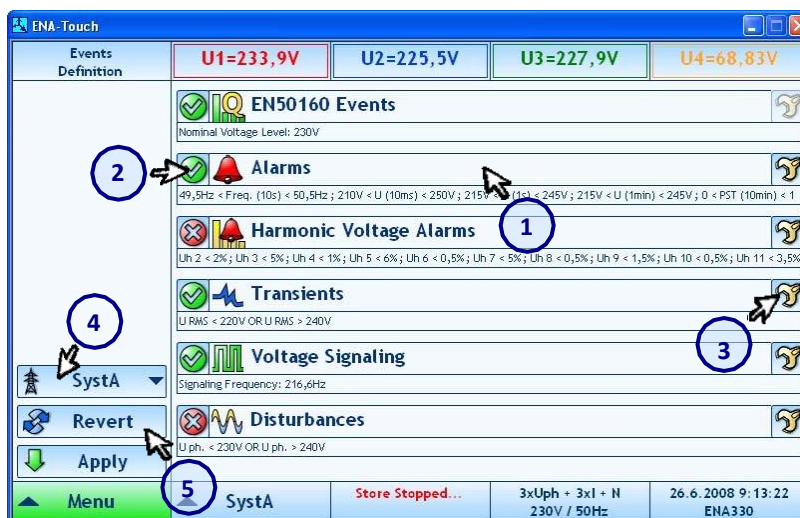 ENA-Touch
Events
Definition
U1=233,9V
U2=225,5V
U3=227,9V
U4=68,83V
EN50160 Events
Nominal Voltage Level: 230V
2
Alarms
49,5Hz < Freq. (10s) < 50,5Hz ; 210V < U (10ms) < 250V ; 215V < (1s) < 245V ; 215V < U (1min) < 245V ; 0 < PST (10min) < 1
1
Harmonic Voltage Alarms
Uh 2 < 2%; Uh 3 < 5%; Uh 4 < 1%; Uh 5 < 6%; Uh 6 < 0,5%; Uh 7 < 5%; Uh 8 < 0,5%; Uh 9 < 1,5%; Uh 10 < 0,5%; Uh 11 < 3,5%
Transients
U RMS < 220V OR U RMS > 240V
4
3
Voltage Signaling
Signaling Frequency: 216,6Hz
SystA
Disturbances
U ph. < 230V OR U ph. > 240V
Revert
Apply
5
Menu
SystA
Store Stopped...
3xUph + 3xI + N
230V / 50Hz
26.6.2008 9:13:22
ENA330